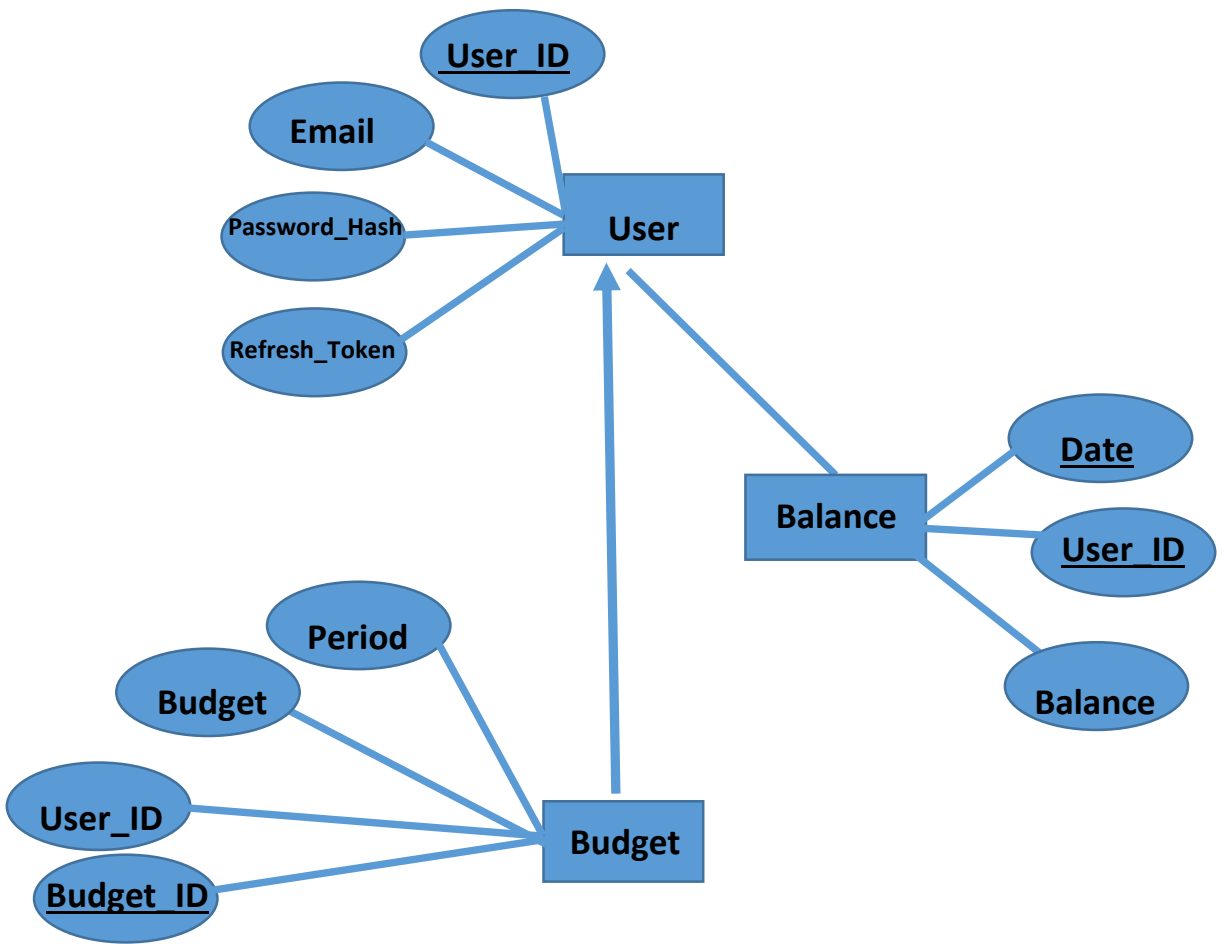 User_ID
Email
Password_Hash
User
Refresh_Token
Date
Balance
User_ID
Period
Budget
Balance
User_ID
Budget
Budget_ID